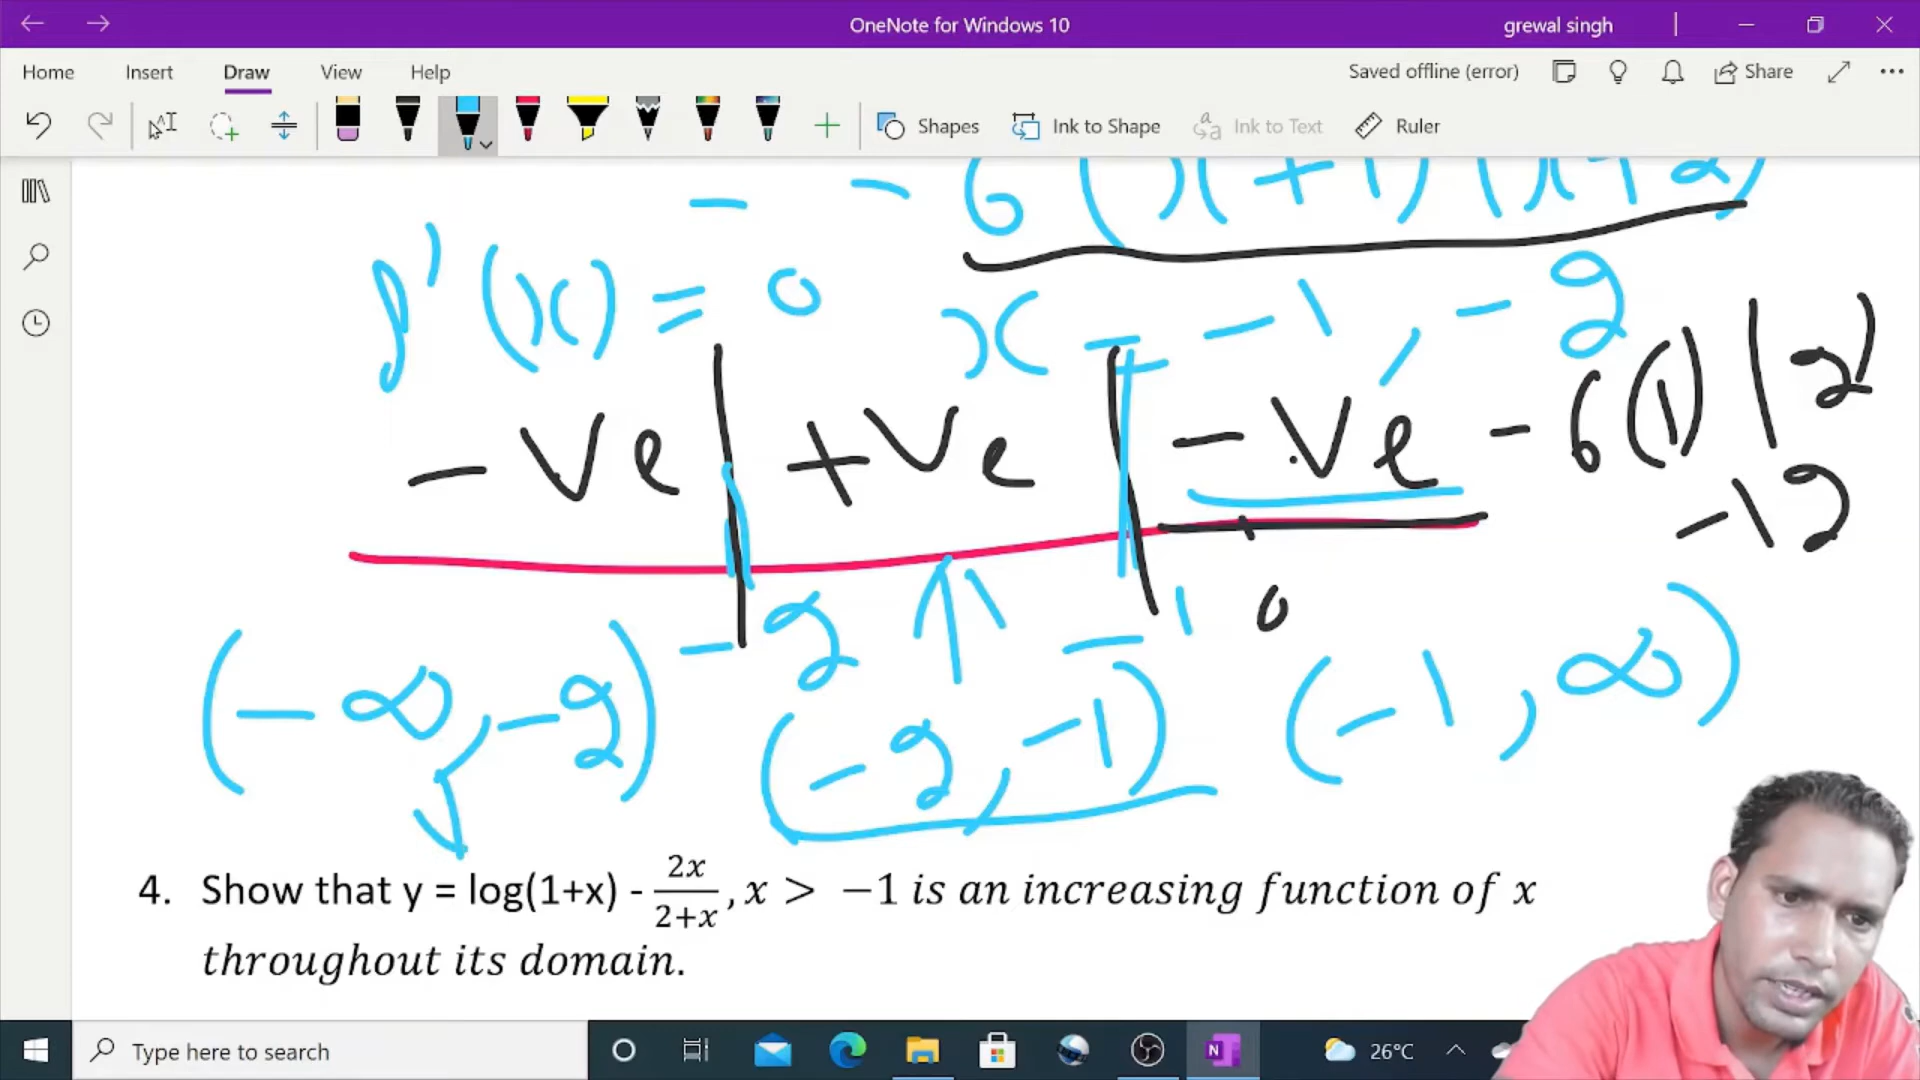 OneNote for Windows 10
grewal singh
Home Insert Draw View Help
Saved offline (error) Share
Shapes Ink to Shape Ink to Text Ruler
- - 6 (x+1) (x+2)
f'(x) = 0 x = -1, -2
-Ve +Ve -Ve -6(1)(2)
-12
-2 -1 0
(-∞, -2) (-2, -1) (-1, ∞)
4. Show that y = log(1+x) - 2x/2+x, x > −1 is an increasing function of x
throughout its domain.
Type here to search
26°C